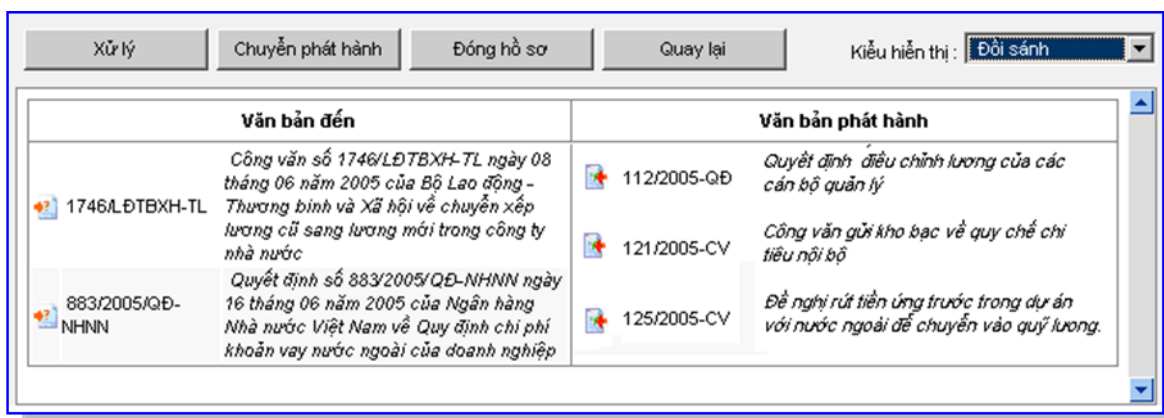 Xử lý
Chuyển phát hành
Đóng hồ sơ
Quay lại
Kiểu hiển thị :
Đối sánh
Văn bản đến
Văn bản phát hành
1746/LĐTBXH-TL
Công văn số 1746/LĐTBXH-TL ngày 08
tháng 06 năm 2005 của Bộ Lao động –
Thương binh và Xã hội về chuyển xếp
lương cũ sang lương mới trong công ty
nhà nước
883/2005/QĐ-
NHNN
Quyết định số 883/2005/QĐ-NHNN ngày
16 tháng 06 năm 2005 của Ngân hàng
Nhà nước Việt Nam về Quy định chi phí
khoản vay nước ngoài của doanh nghiệp
112/2005-QĐ
Quyết định điều chỉnh lương của các
cán bộ quản lý
121/2005-CV
Công văn gửi kho bạc về quy chế chi
tiêu nội bộ
125/2005-CV
Đề nghị rút tiền ứng trước trong dự án
với nước ngoài để chuyển vào quỹ lương.